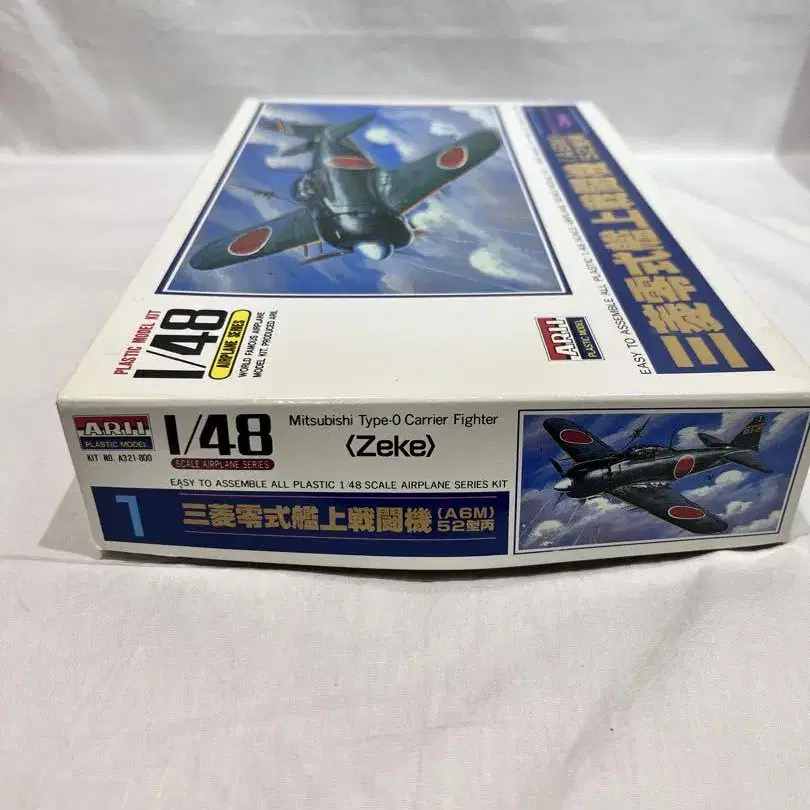 三菱零式艦上戦闘機
EASY TO ASSEMBLE ALL PLASTIC 1/48 SCALE AIRPLANE SERIES
PLASTIC MODEL KIT
1/48
AIRPLANE SERIES
WORLD FAMOUS AIRPLANE
MODEL KIT. PRODUCED ARII.
ARII
PLASTIC MODEL
ARII
PLASTIC MODEL
KIT NO. A321-800
1/48
SCALE AIRPLANE SERIES
Mitsubishi Type-0 Carrier Fighter
〈Zeke〉
EASY TO ASSEMBLE ALL PLASTIC 1/48 SCALE AIRPLANE SERIES KIT
1
三菱零式艦上戦闘機
(A6M)
52型丙